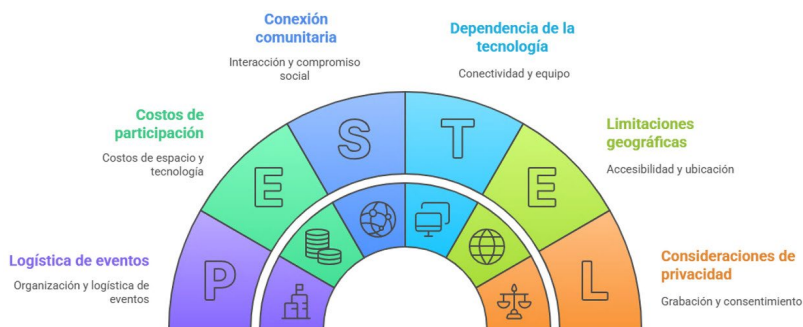 Conexión
comunitaria
Interacción y compromiso
social
Dependencia de la
tecnología
Conectividad y equipo
Costos de
participación
Costos de espacio y
tecnología
Limitaciones
geográficas
Accesibilidad y ubicación
Logística de eventos
Organización y logística de
eventos
Consideraciones de
privacidad
Grabación y consentimiento
P
E
S
T
E
L